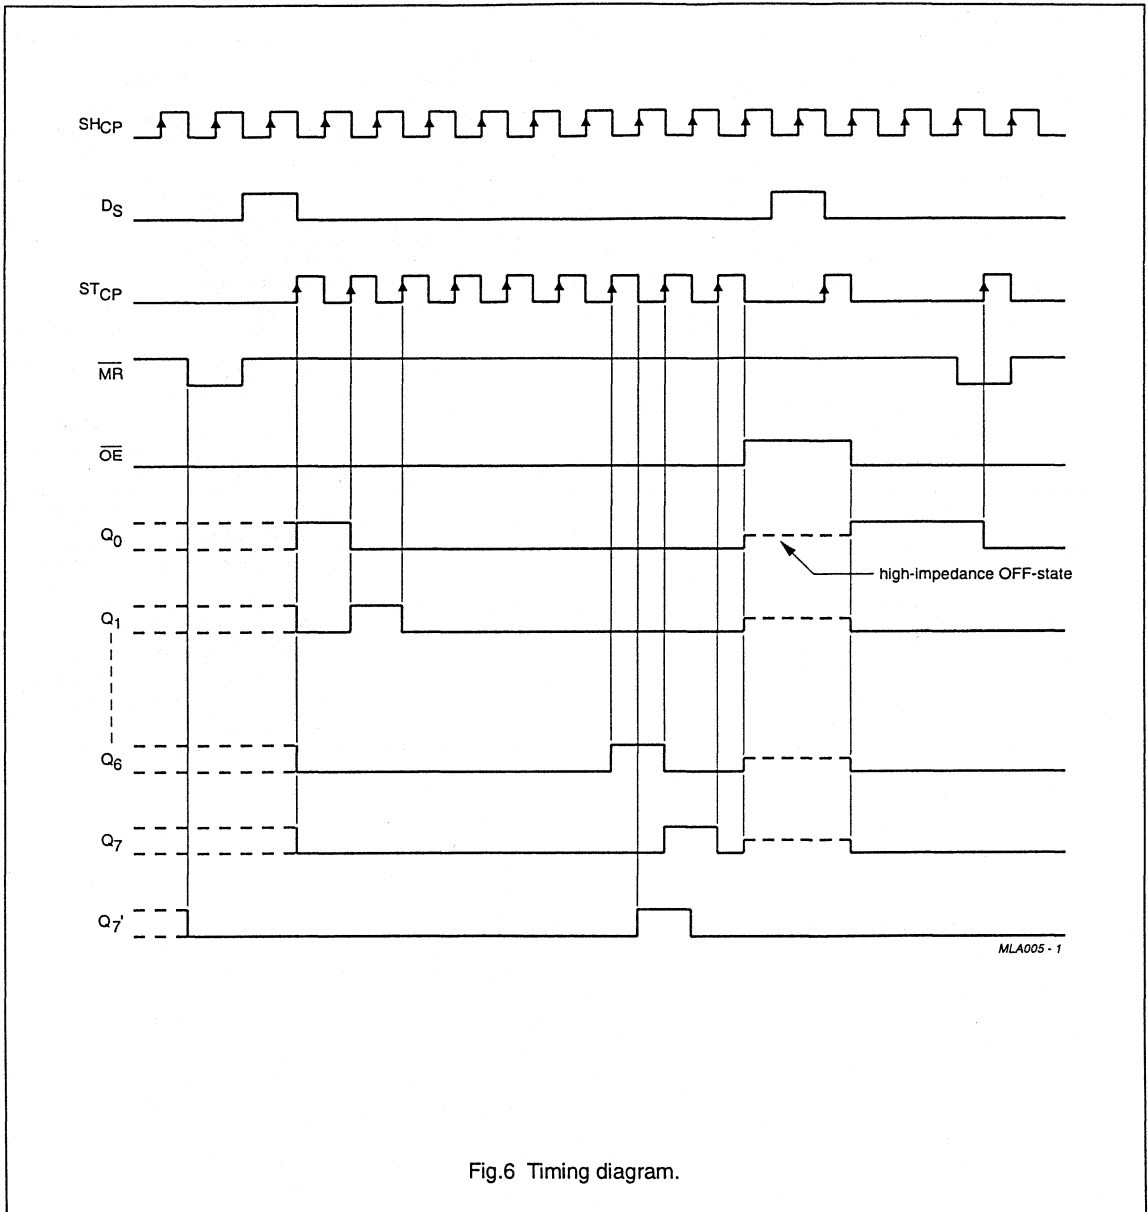 SHCP
DS
STCP
MR
OE
Q0
high-impedance OFF-state
Q1
Q6
Q7
Q7'
MLA005 - 1
Fig.6 Timing diagram.